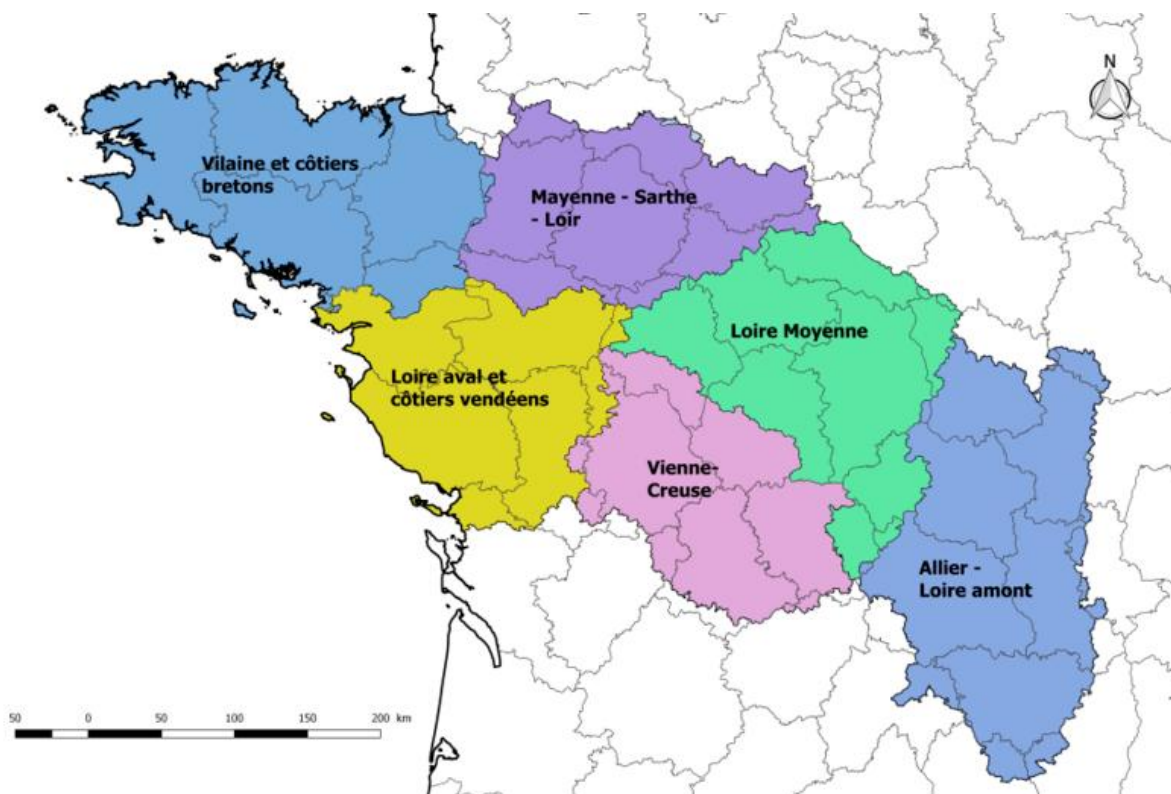 N
Vilaine et côtiers
bretons
Mayenne - Sarthe
- Loir
Loire Moyenne
Loire aval et
côtiers vendéens
Vienne-
Creuse
Allier -
Loire amont
50 0 50 100 150 200 km